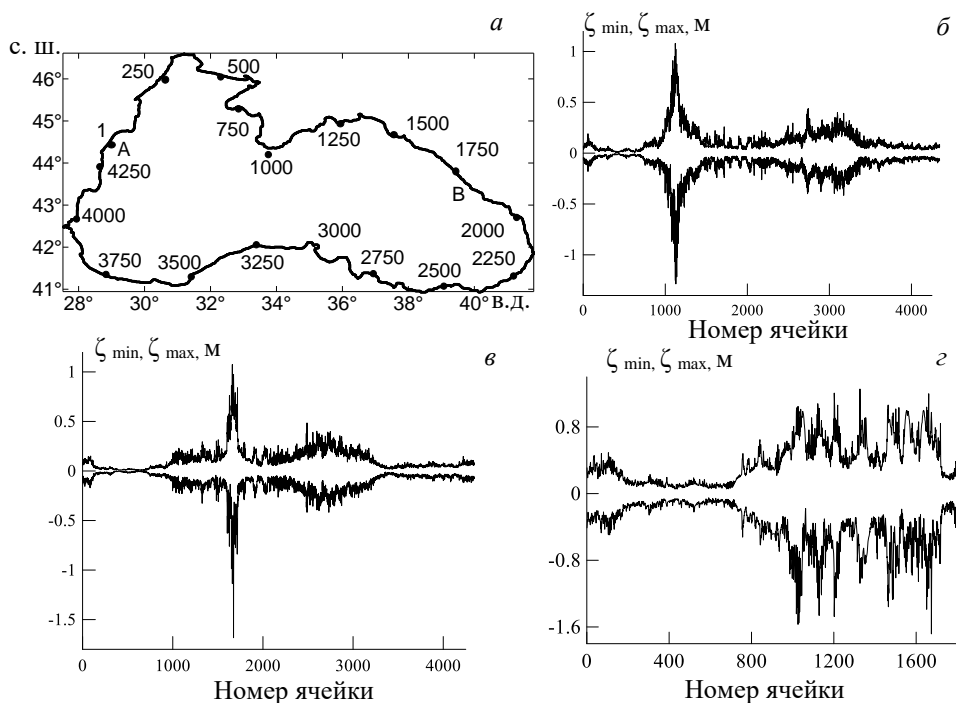 а
с. ш.
46°
45°
44°
43°
42°
41°
250
500
1
А
750
1000
1250
1500
1750
В
4250
4000
3750
3500
3250
3000
2750
2500
2000
2250
28° 30° 32° 34° 36° 38° 40° в.д.
ζ min, ζ max, м
б
1
0.5
0
-0.5
-1
0 1000 2000 3000 4000
Номер ячейки
ζ min, ζ max, м
в
1
0.5
0
-0.5
-1
-1.5
0 1000 2000 3000 4000
Номер ячейки
ζ min, ζ max, м
г
0.8
0
-0.8
-1.6
0 400 800 1200 1600
Номер ячейки